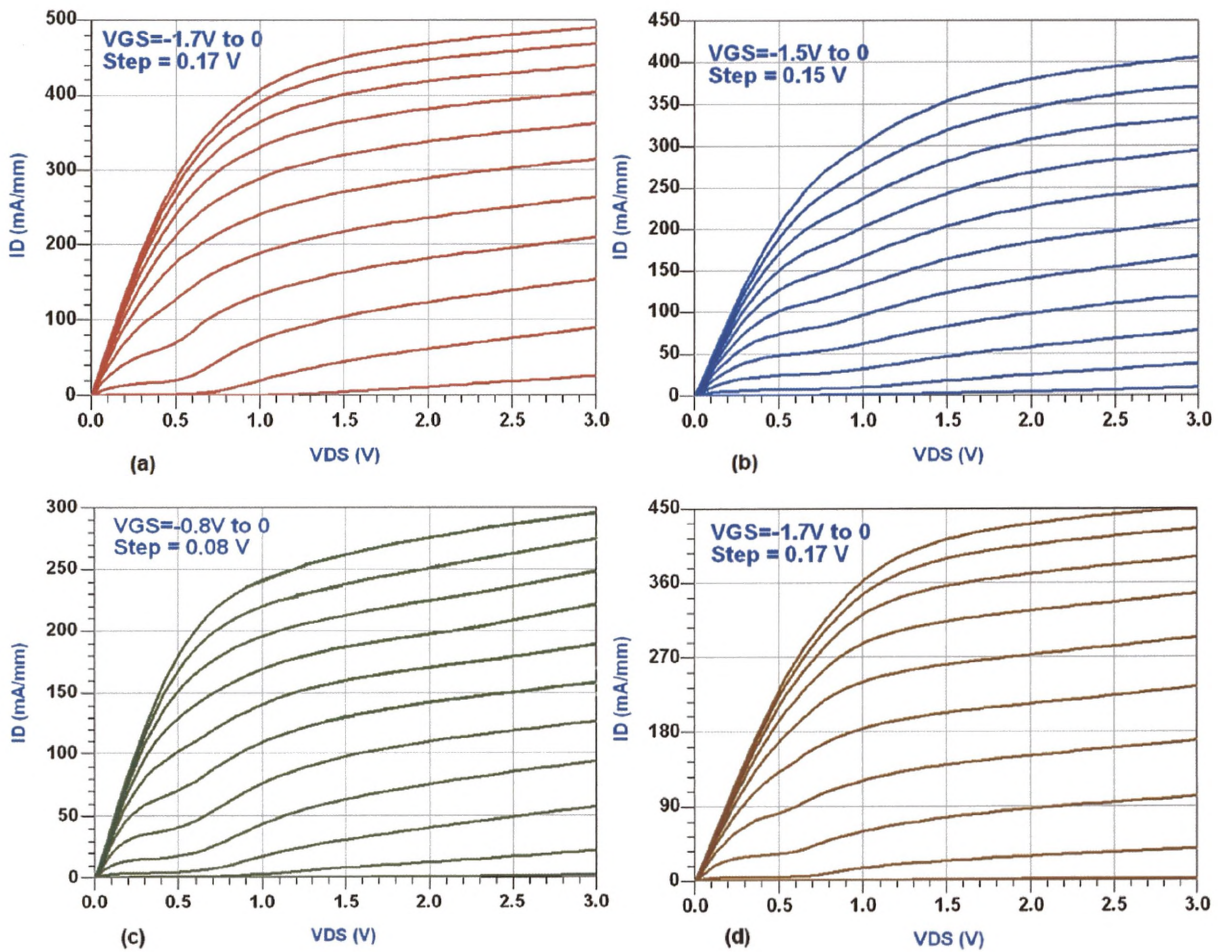 VGS=-1.7V to 0
Step = 0.17 V
500
400
300
200
100
0
ID (mA/mm)
0.0 0.5 1.0 1.5 2.0 2.5 3.0
VDS (V)
(a)
VGS=-1.5V to 0
Step = 0.15 V
450
400
350
300
250
200
150
100
50
0
ID (mA/mm)
0.0 0.5 1.0 1.5 2.0 2.5 3.0
VDS (V)
(b)
VGS=-0.8V to 0
Step = 0.08 V
300
250
200
150
100
50
0
ID (mA/mm)
0.0 0.5 1.0 1.5 2.0 2.5 3.0
VDS (V)
(c)
VGS=-1.7V to 0
Step = 0.17 V
450
360
270
180
90
0
ID (mA/mm)
0.0 0.5 1.0 1.5 2.0 2.5 3.0
VDS (V)
(d)